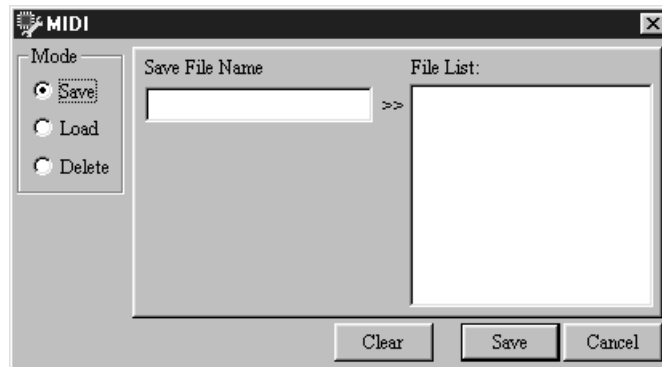 MIDI
Mode
Save
Load
Delete
Save File Name
>>
File List:
Clear
Save
Cancel